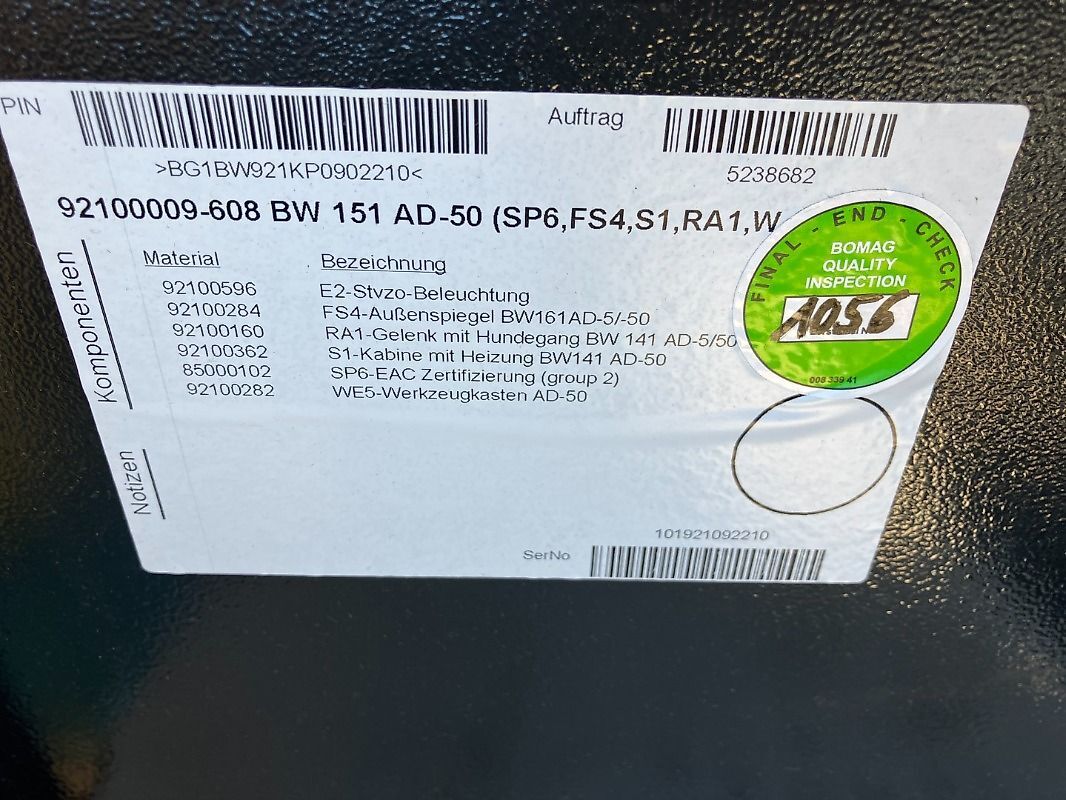 PIN
>BG1BW921KP0902210<
Auftrag
5238682
92100009-608 BW 151 AD-50 (SP6,FS4,S1,RA1,W
Komponenten
Material Bezeichnung
92100596 E2-Stvzo-Beleuchtung
92100284 FS4-Außenspiegel BW161AD-5/-50
92100160 RA1-Gelenk mit Hundegang BW 141 AD-5/50
92100362 S1-Kabine mit Heizung BW141 AD-50
85000102 SP6-EAC Zertifizierung (group 2)
92100282 WE5-Werkzeugkasten AD-50
Notizen
FINAL - END - CHECK
BOMAG
QUALITY
INSPECTION
1056
008 339 41
101921092210
SerNo